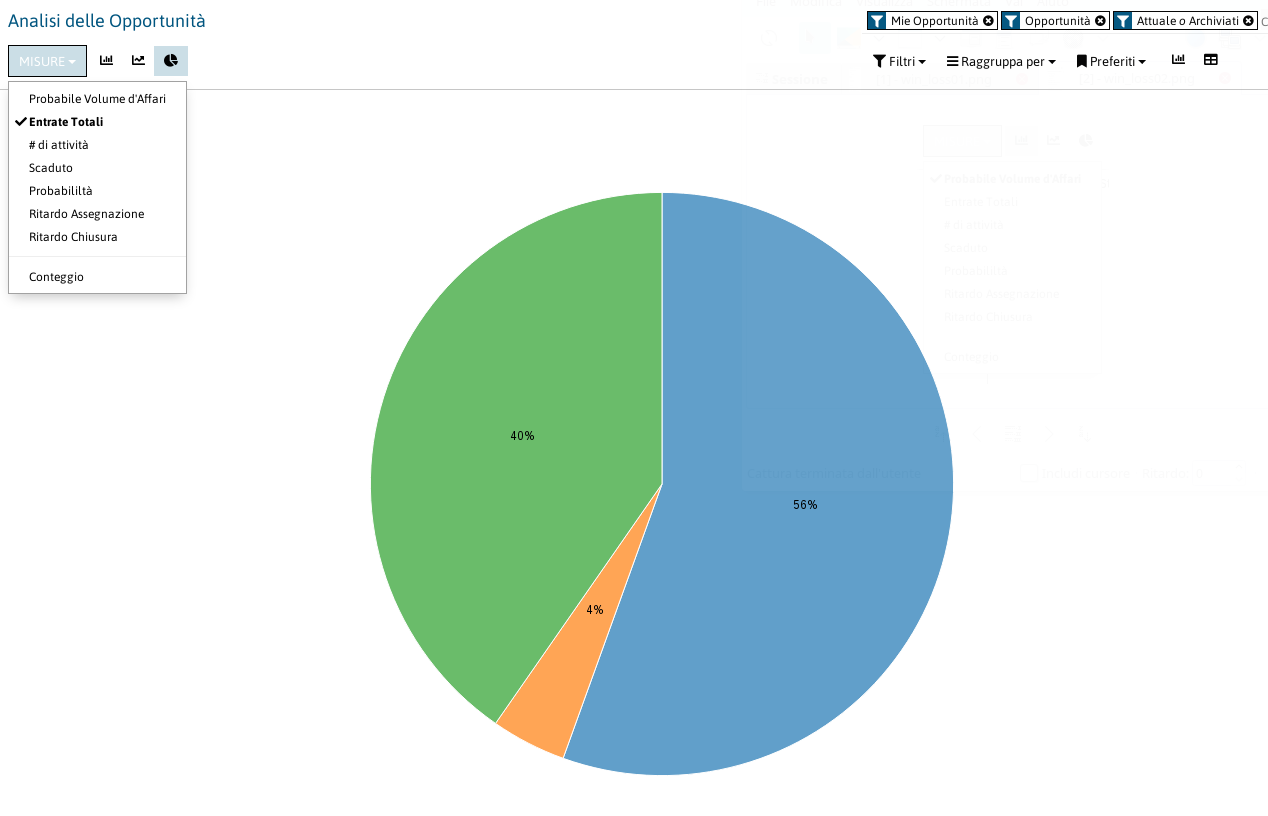 Analisi delle Opportunità
Mie Opportunità
Opportunità
Attuale o Archiviati
MISURE
Filtri
Raggruppa per
Preferiti
Probabile Volume d'Affari
Entrate Totali
# di attività
Scaduto
Probabililtà
Ritardo Assegnazione
Ritardo Chiusura
Conteggio
40%
56%
4%